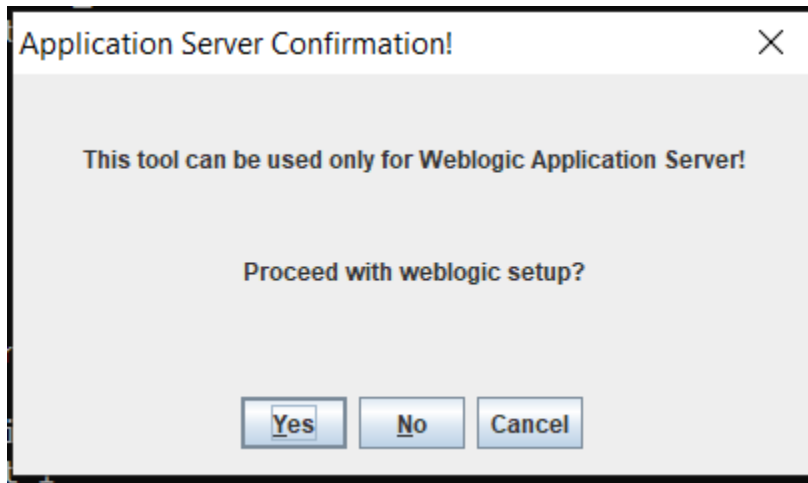 Application Server Confirmation!
This tool can be used only for Weblogic Application Server!
Proceed with weblogic setup?
Yes No Cancel